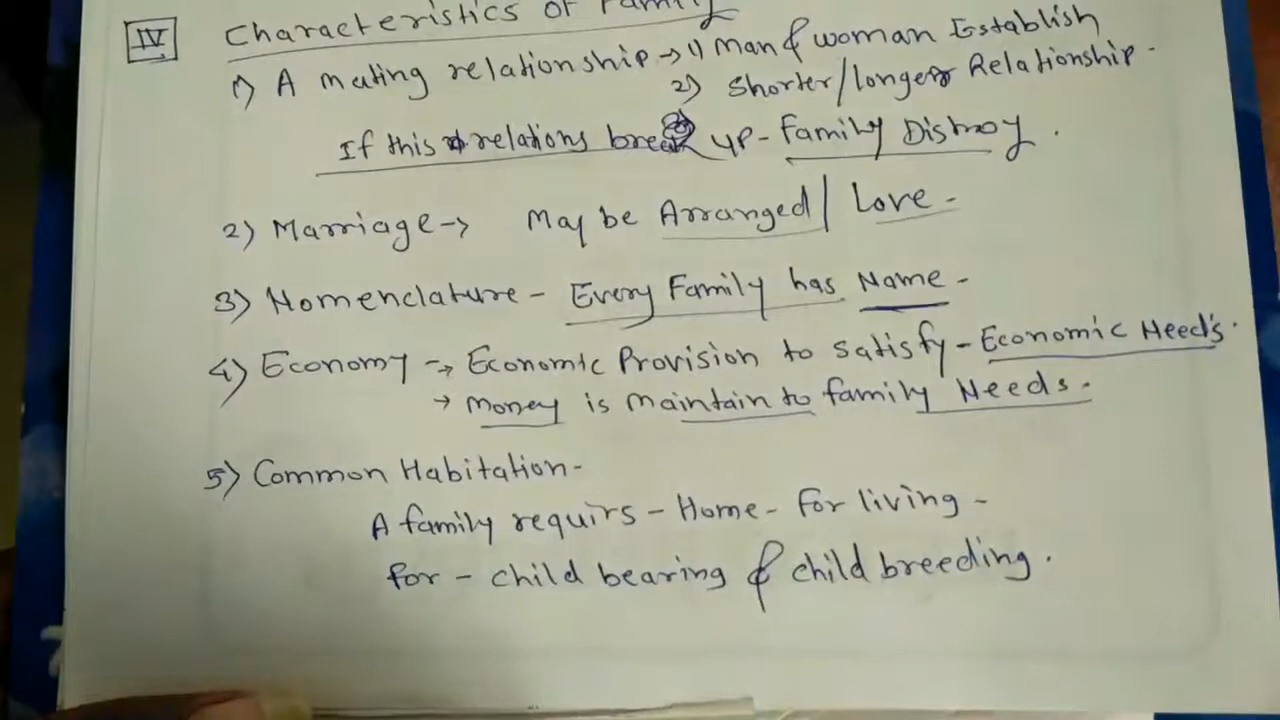 IV Characteristics of Family
1) A mating relationship → 1) Man & woman Establish
2) Shorter/longer Relationship.
If this relations break up - Family Distroy.
2) Marriage → May be Arranged / Love.
3) Nomenclature - Every Family has Name.
4) Economy → Economic Provision to satisfy - Economic Need's.
→ Money is maintain to family Needs.
5) Common Habitation -
A family requirs - Home - For living -
for - child bearing & child breeding.